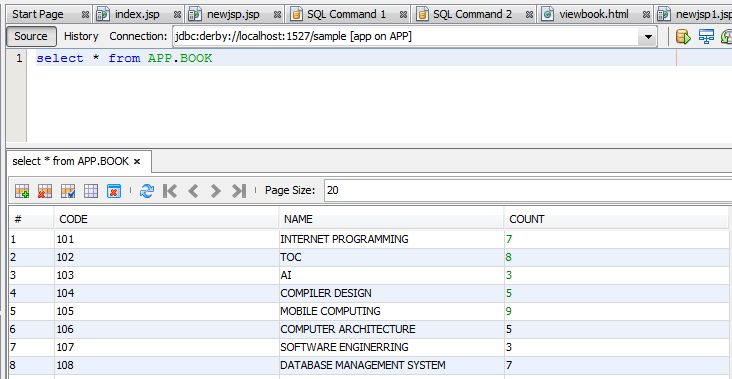 Start Page index.jsp newjsp.jsp SQL Command 1 SQL Command 2 viewbook.html newjsp1.jsp
Source History Connection: jdbc:derby://localhost:1527/sample [app on APP]
1 select * from APP.BOOK
select * from APP.BOOK
Page Size: 20
# CODE NAME COUNT
1 101 INTERNET PROGRAMMING 7
2 102 TOC 8
3 103 AI 3
4 104 COMPILER DESIGN 5
5 105 MOBILE COMPUTING 9
6 106 COMPUTER ARCHITECTURE 5
7 107 SOFTWARE ENGINERRING 3
8 108 DATABASE MANAGEMENT SYSTEM 7